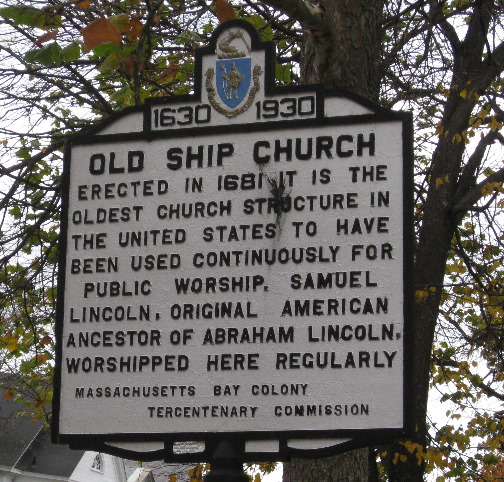 1630 1930
OLD SHIP CHURCH
ERECTED IN 1681 IT IS THE
OLDEST CHURCH STRUCTURE IN
THE UNITED STATES TO HAVE
BEEN USED CONTINUOUSLY FOR
PUBLIC WORSHIP. SAMUEL
LINCOLN, ORIGINAL AMERICAN
ANCESTOR OF ABRAHAM LINCOLN,
WORSHIPPED HERE REGULARLY
MASSACHUSETTS BAY COLONY
TERCENTENARY COMMISSION